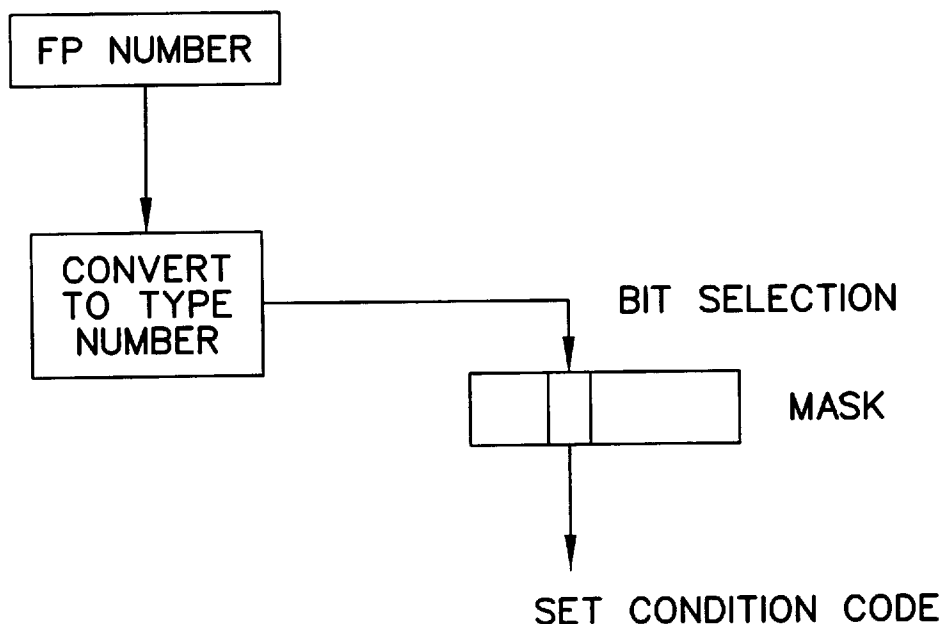 FP NUMBER
CONVERT
TO TYPE
NUMBER
BIT SELECTION
MASK
SET CONDITION CODE